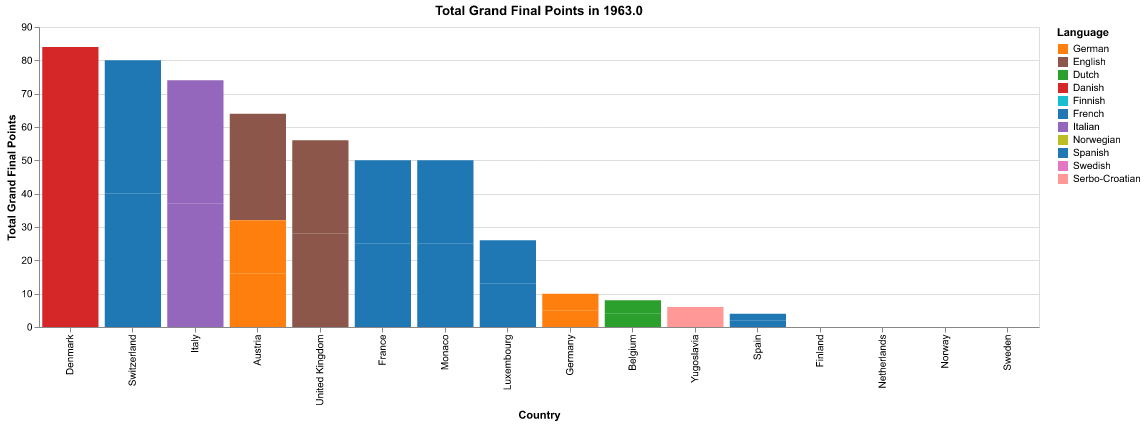 Total Grand Final Points in 1963.0
Total Grand Final Points
90
80
70
60
50
40
30
20
10
0
Denmark
Switzerland
Italy
Austria
United Kingdom
France
Monaco
Luxembourg
Germany
Belgium
Yugoslavia
Spain
Finland
Netherlands
Norway
Sweden
Country
Language
German
English
Dutch
Danish
Finnish
French
Italian
Norwegian
Spanish
Swedish
Serbo-Croatian